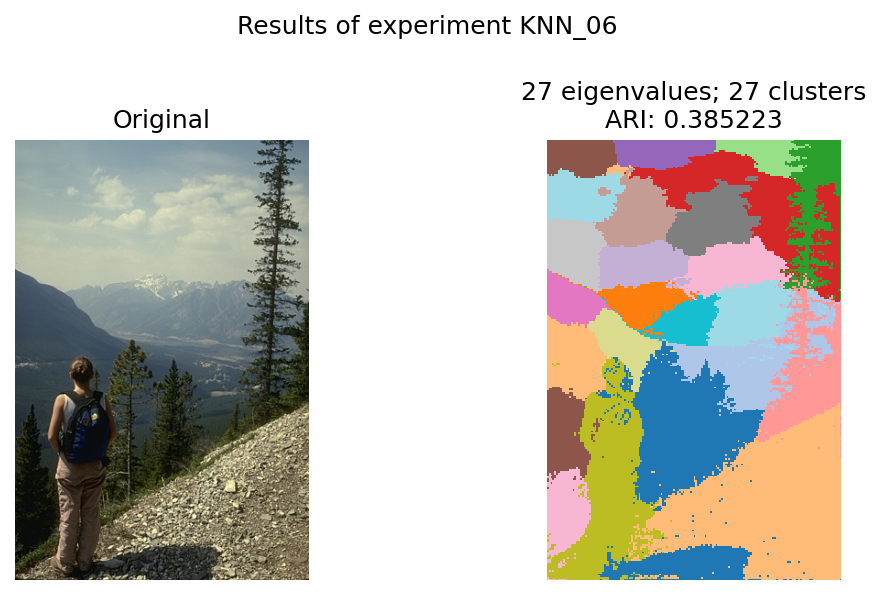 Results of experiment KNN_06
Original
27 eigenvalues; 27 clusters
ARI: 0.385223